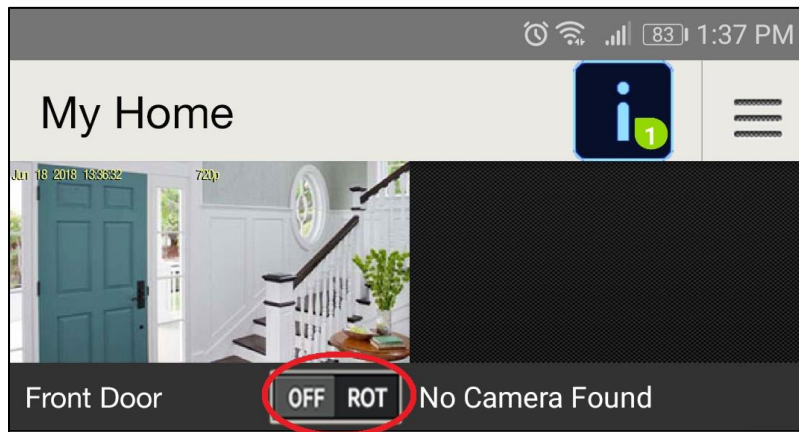 83 1:37 PM
My Home
i 1
Jun 18 2018 13:36:32 720p
Front Door OFF ROT No Camera Found